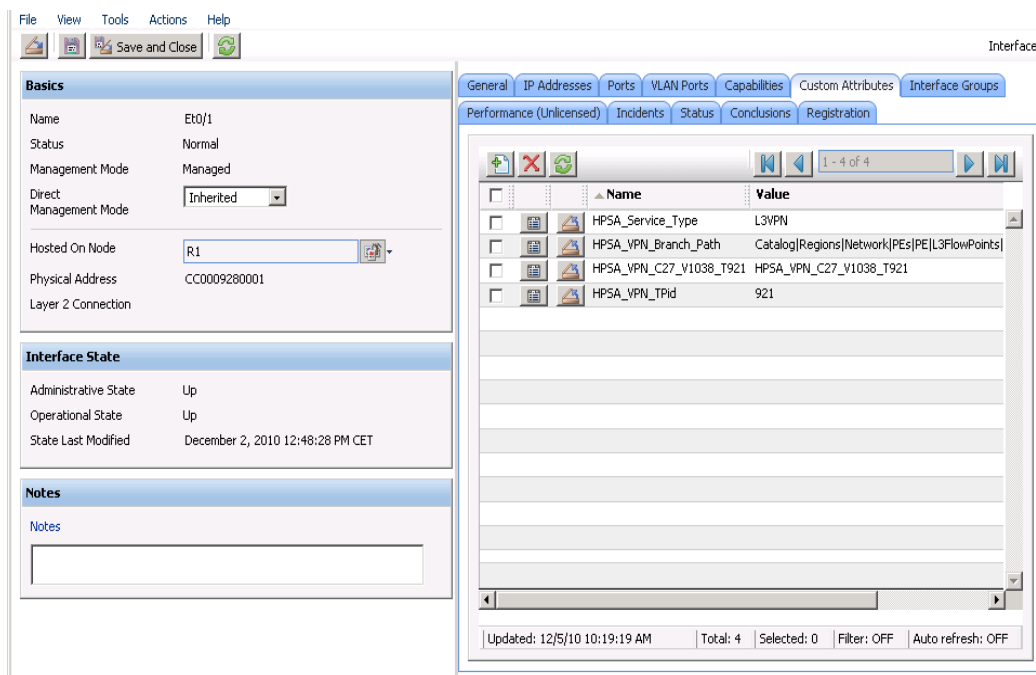 File View Tools Actions Help
Save and Close
Interface
Basics
Name Et0/1
Status Normal
Management Mode Managed
Direct Management Mode Inherited
Hosted On Node R1
Physical Address CC0009280001
Layer 2 Connection
Interface State
Administrative State Up
Operational State Up
State Last Modified December 2, 2010 12:48:28 PM CET
Notes
Notes
General IP Addresses Ports VLAN Ports Capabilities Custom Attributes Interface Groups
Performance (Unlicensed) Incidents Status Conclusions Registration
1 - 4 of 4
Name Value
HPSA_Service_Type L3VPN
HPSA_VPN_Branch_Path Catalog|Regions|Network|PEs|PE|L3FlowPoints|
HPSA_VPN_C27_V1038_T921 HPSA_VPN_C27_V1038_T921
HPSA_VPN_TPid 921
Updated: 12/5/10 10:19:19 AM Total: 4 Selected: 0 Filter: OFF Auto refresh: OFF